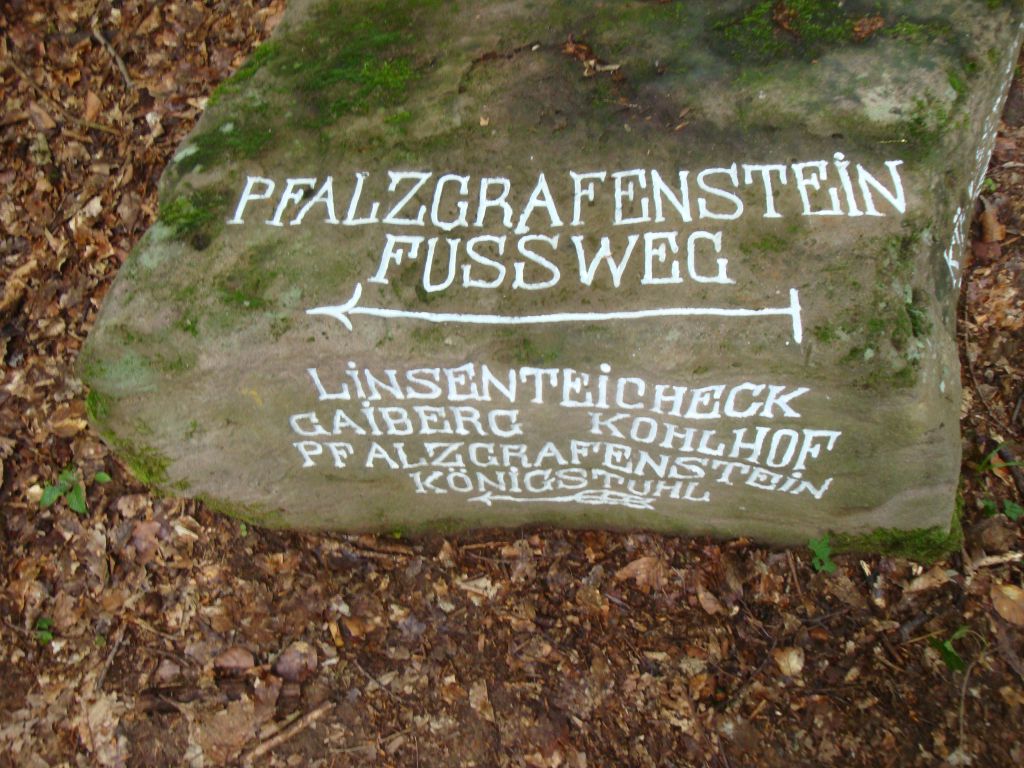 PFALZGRAFENSTEiN
FUSSWEG
LiNSENTEiCHECK
GAiBERG KOHLHOF
PFALZGRAFENSTEiN
KÖNiGSTUHL